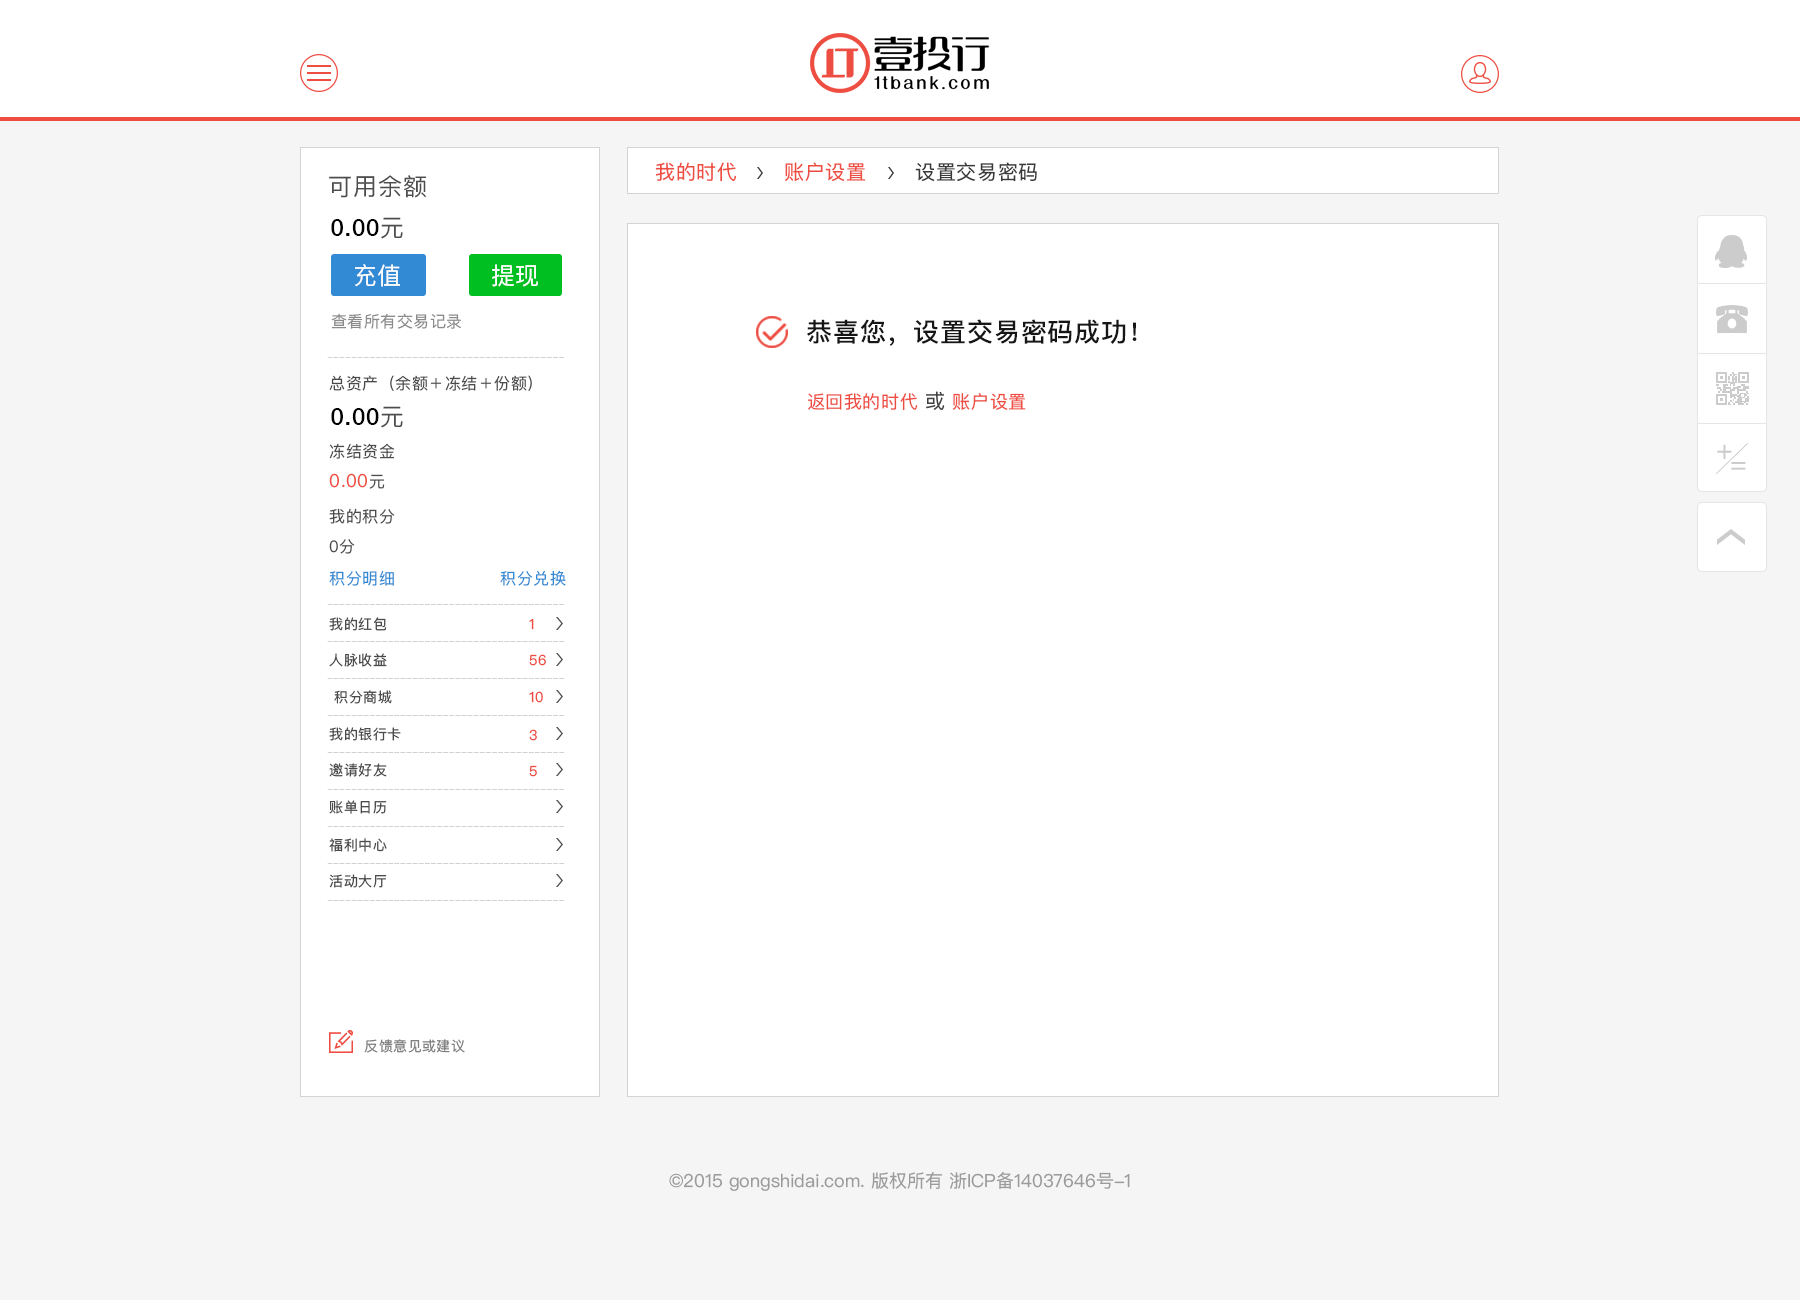 壹投行
1tbank.com
可用余额
0.00元
充值 提现
查看所有交易记录
总资产（余额＋冻结＋份额）
0.00元
冻结资金
0.00元
我的积分
0分
积分明细 积分兑换
我的红包 1
人脉收益 56
积分商城 10
我的银行卡 3
邀请好友 5
账单日历
福利中心
活动大厅
反馈意见或建议
我的时代 > 账户设置 > 设置交易密码
恭喜您，设置交易密码成功！
返回我的时代 或 账户设置
©2015 gongshidai.com. 版权所有 浙ICP备14037646号-1